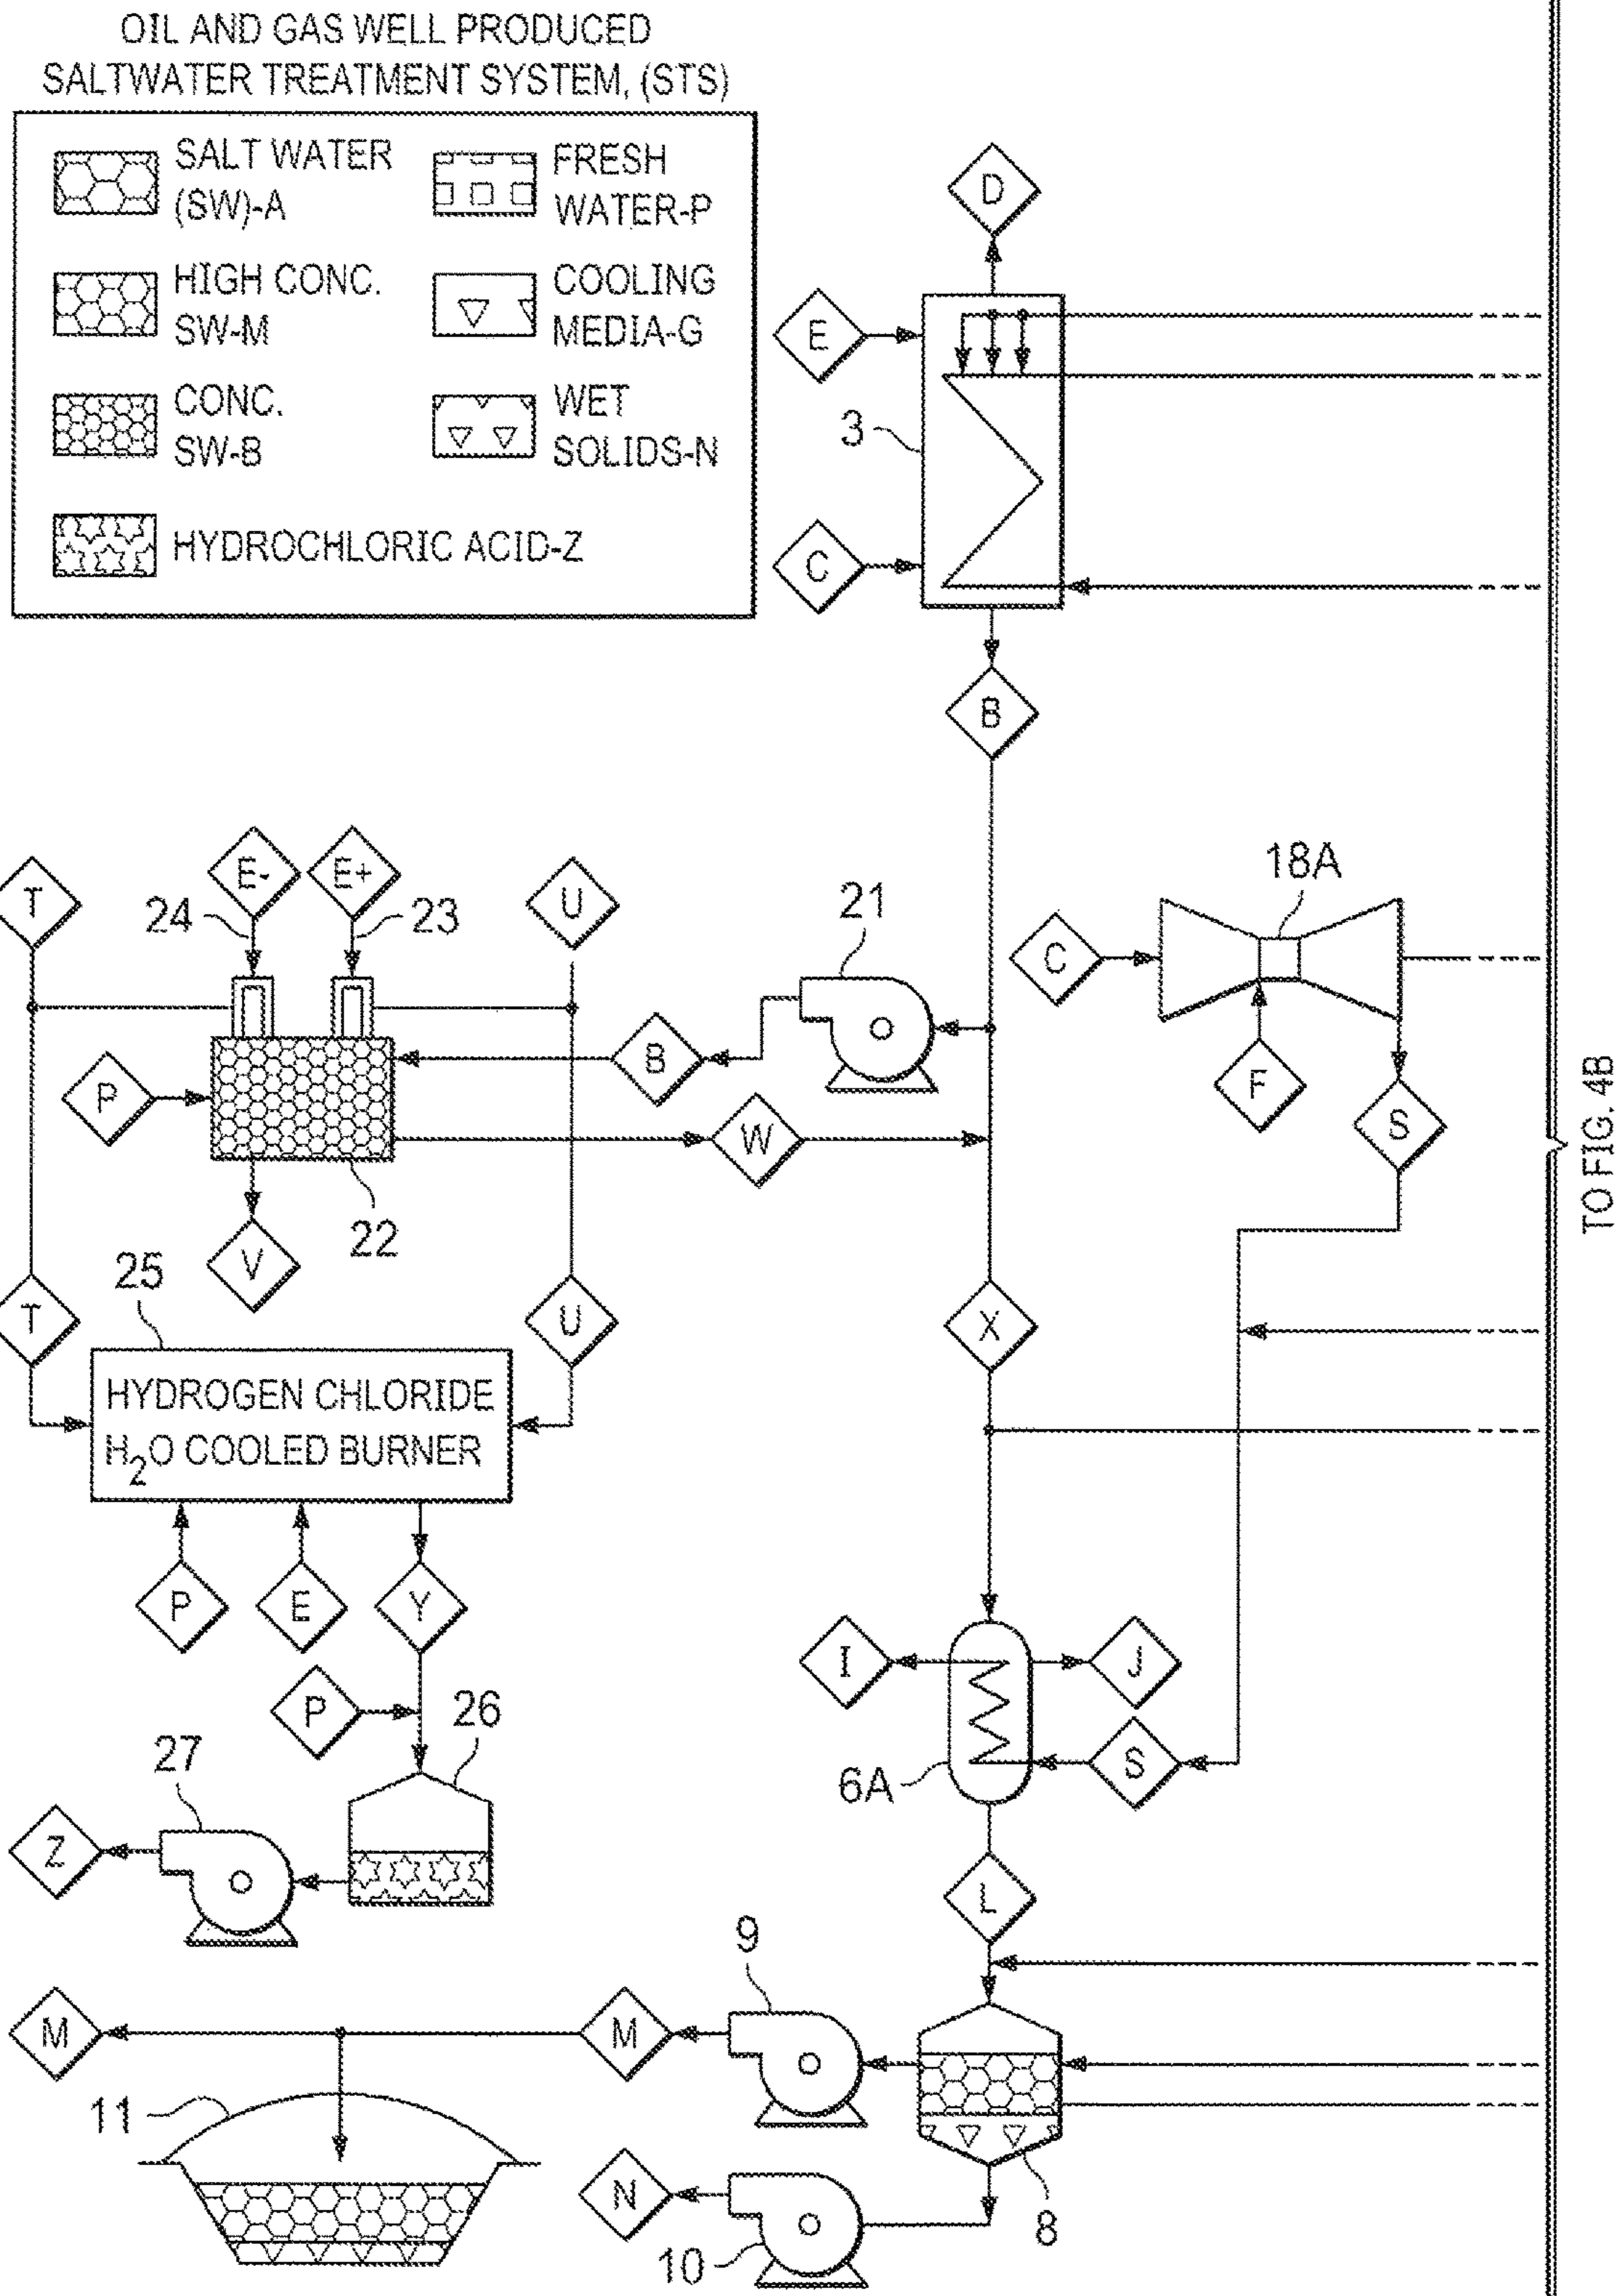 OIL AND GAS WELL PRODUCED
SALTWATER TREATMENT SYSTEM, (STS)
SALT WATER
(SW)-A
FRESH
WATER-P
HIGH CONC.
SW-M
COOLING
MEDIA-G
CONC.
SW-B
WET
SOLIDS-N
HYDROCHLORIC ACID-Z
D
E
3
C
B
T
E-
E+
U
24
23
21
18A
C
B
P
F
S
W
22
V
25
T
U
X
HYDROGEN CHLORIDE
H2O COOLED BURNER
P
E
Y
I
J
P
26
S
6A
27
Z
L
9
M
M
11
N
8
10
TO FIG. 4B